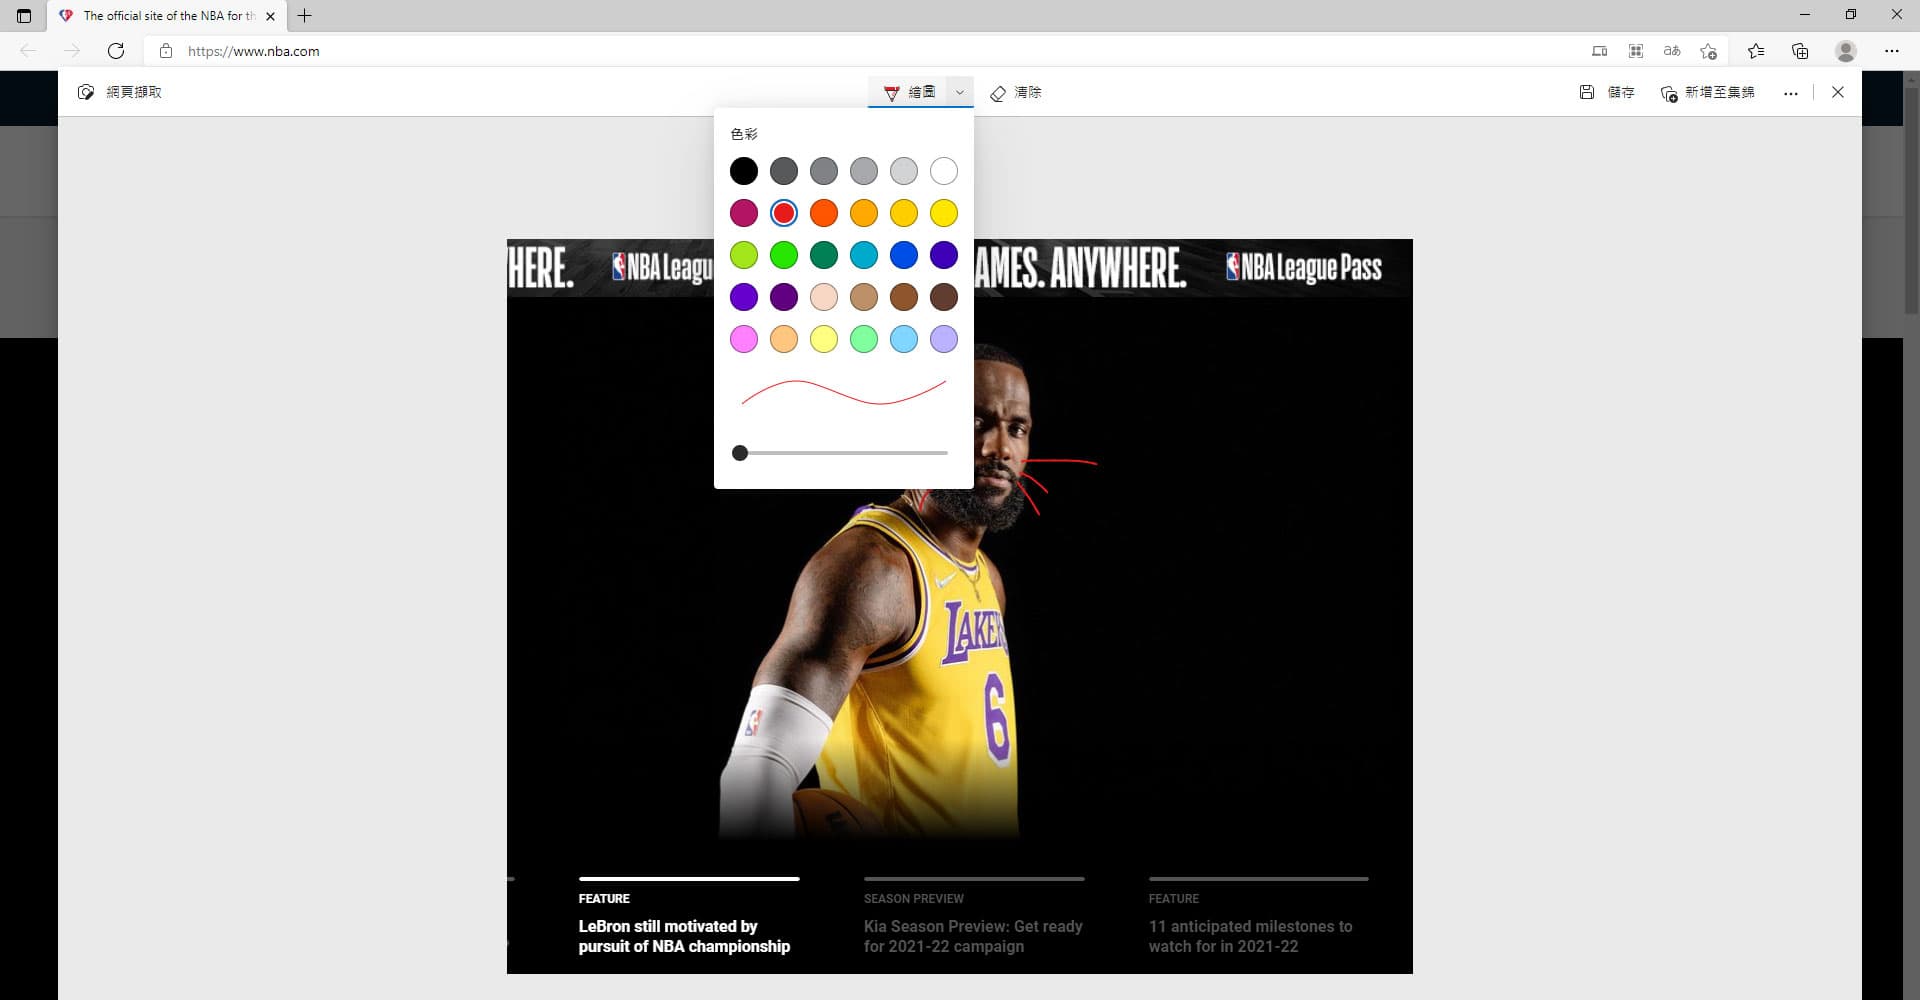 The official site of the NBA for th
https://www.nba.com
aあ
網頁擷取
繪圖
清除
儲存
新增至集錦
色彩
HERE.
NBA Leagu
AMES. ANYWHERE.
NBA League Pass
LAKE
6
FEATURE
LeBron still motivated by
pursuit of NBA championship
SEASON PREVIEW
Kia Season Preview: Get ready
for 2021-22 campaign
FEATURE
11 anticipated milestones to
watch for in 2021-22